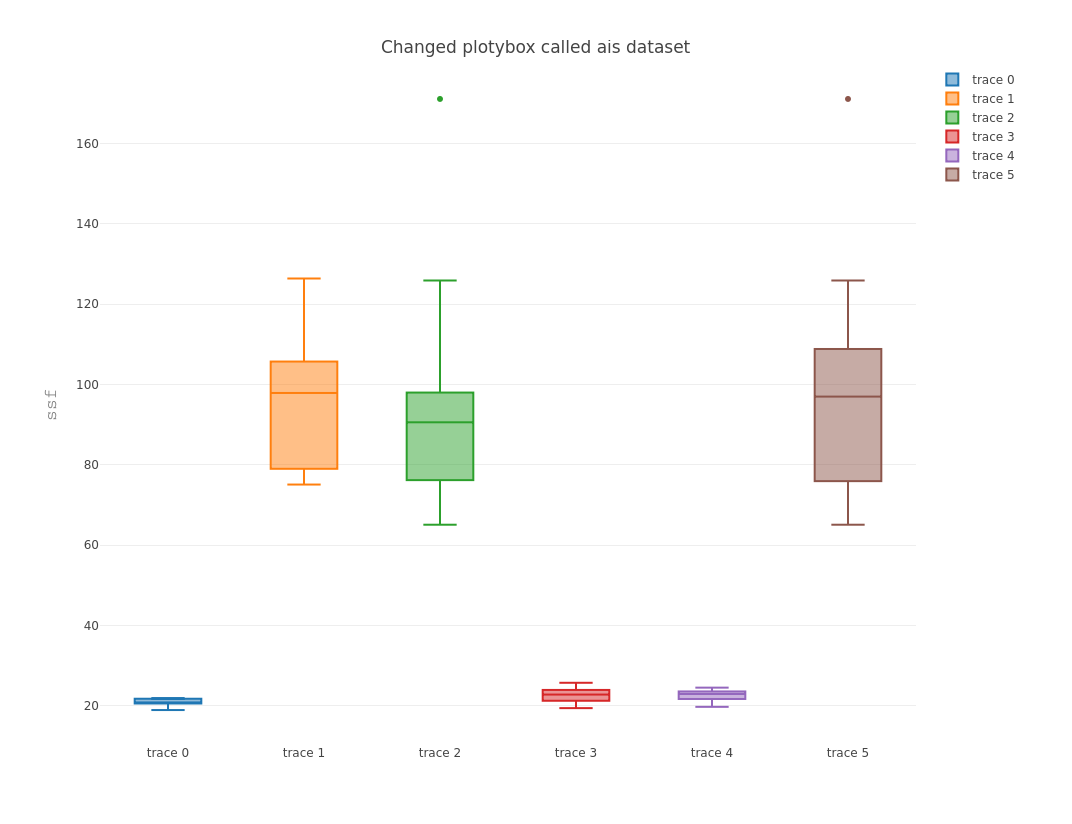 Changed plotybox called ais dataset
trace 0
trace 1
trace 2
trace 3
trace 4
trace 5
160
140
120
100
80
60
40
20
ssf
trace 0
trace 1
trace 2
trace 3
trace 4
trace 5